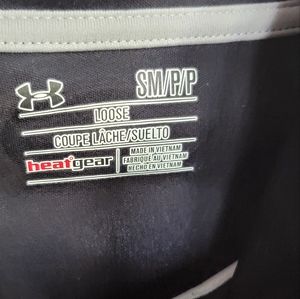 SM/P/P
LOOSE
COUPE LÂCHE/SUELTO
heatgear
MADE IN VIETNAM
FABRIQUÉ AU VIETNAM
HECHO EN VIETNAM